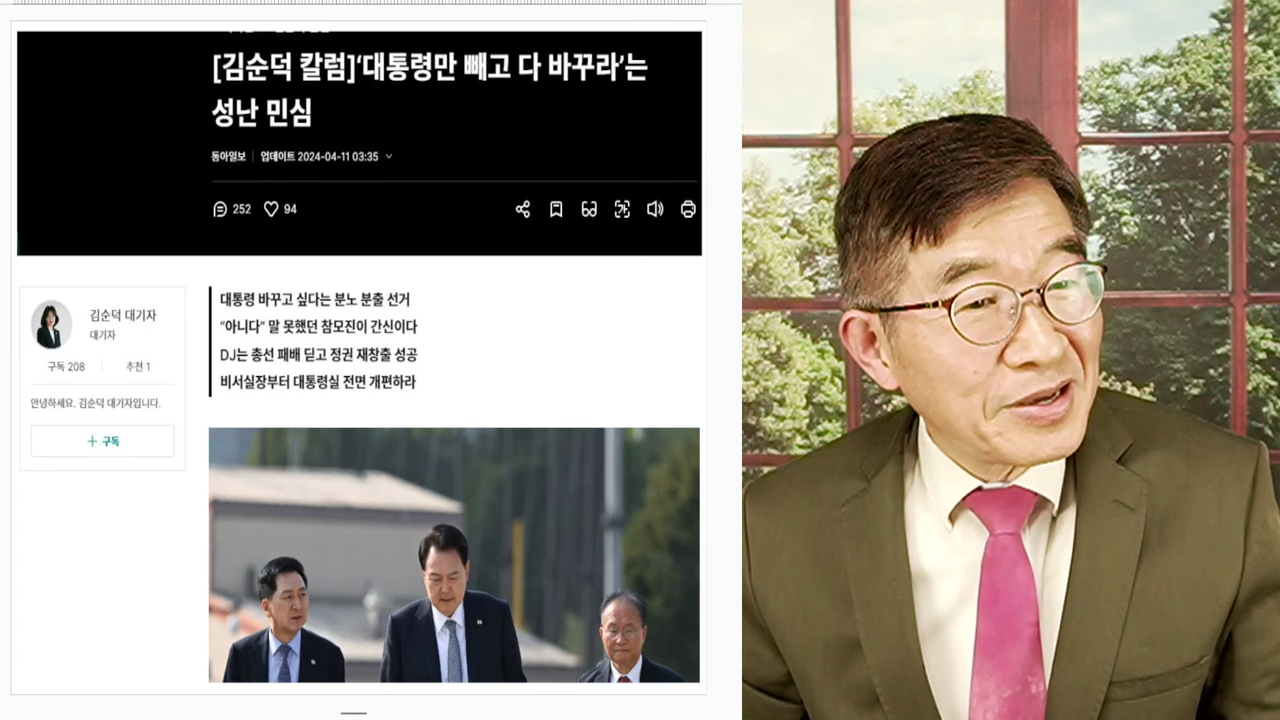 [김순덕 칼럼]‘대통령만 빼고 다 바꾸라’는
성난 민심
동아일보 업데이트 2024-04-11 03:35
252 94
김순덕 대기자
대기자
구독 208 추천 1
안녕하세요. 김순덕 대기자입니다.
+ 구독
대통령 바꾸고 싶다는 분노 분출 선거
“아니다” 말 못했던 참모진이 간신이다
DJ는 총선 패배 딛고 정권 재창출 성공
비서실장부터 대통령실 전면 개편하라